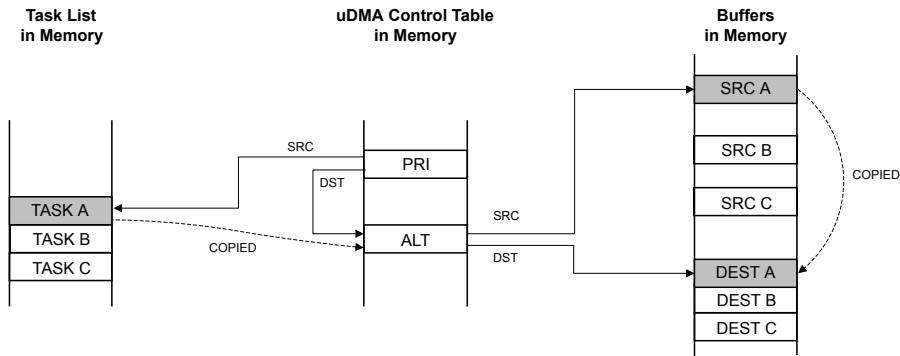 Task List
in Memory
uDMA Control Table
in Memory
Buffers
in Memory
SRC A
SRC B
SRC C
COPIED
SRC
PRI
DST
TASK A
TASK B
TASK C
COPIED
ALT
SRC
DST
DEST A
DEST B
DEST C